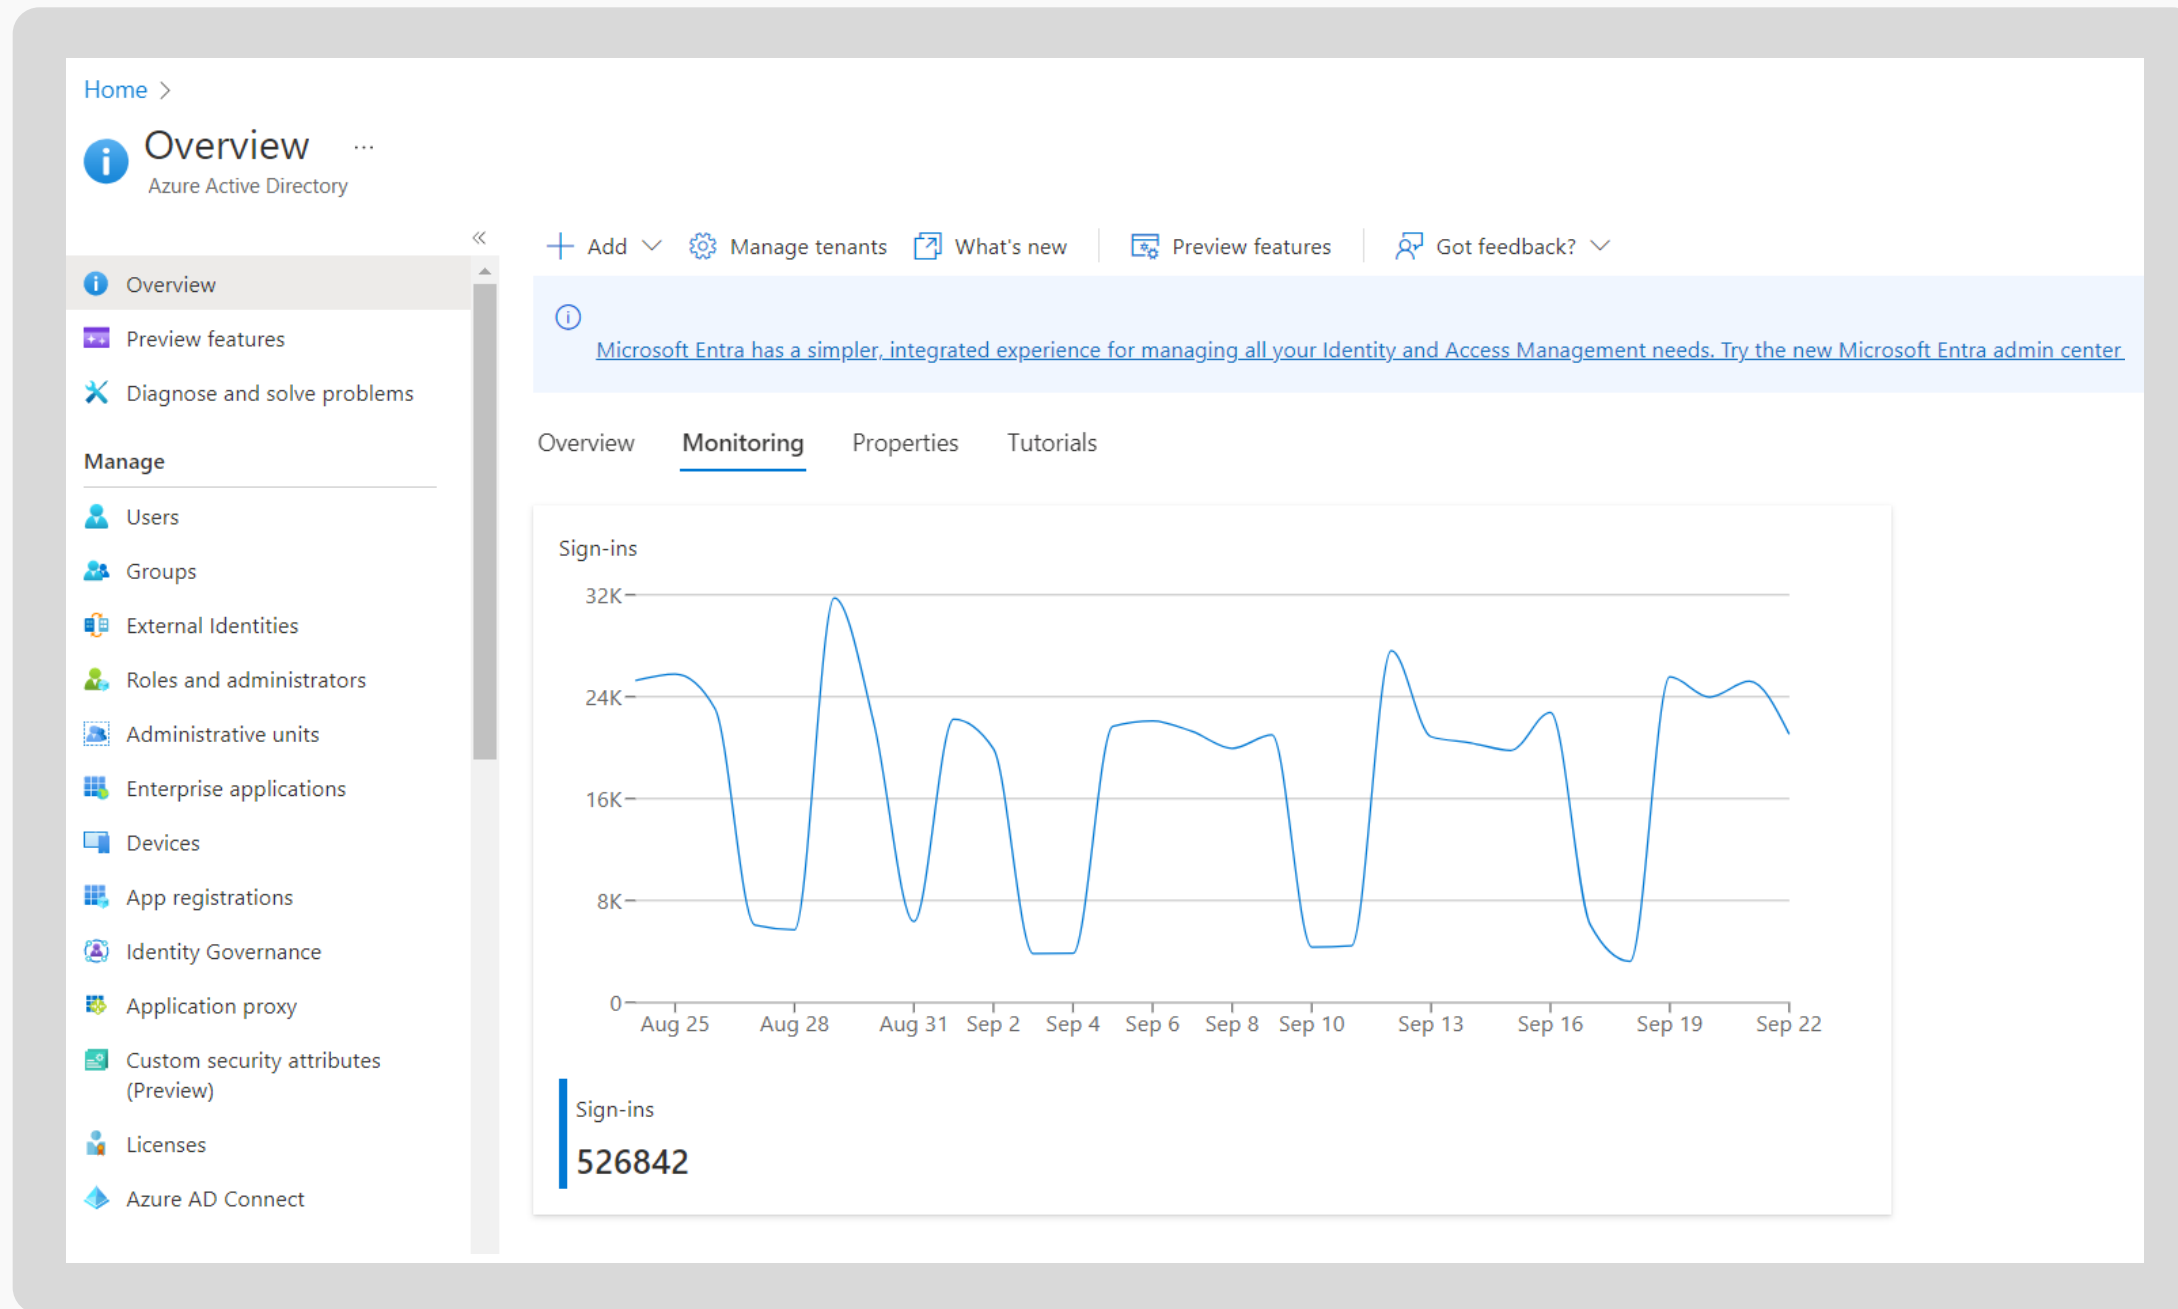 Home
Overview ...
Azure Active Directory
Overview
Preview features
Diagnose and solve problems
Manage
Users
Groups
External Identities
Roles and administrators
Administrative units
Enterprise applications
Devices
App registrations
Identity Governance
Application proxy
Custom security attributes
(Preview)
Licenses
Azure AD Connect
Add Manage tenants What's new Preview features Got feedback?
Microsoft Entra has a simpler, integrated experience for managing all your Identity and Access Management needs. Try the new Microsoft Entra admin center
Overview Monitoring Properties Tutorials
Sign-ins
32K
24K
16K
8K
0
Aug 25 Aug 28 Aug 31 Sep 2 Sep 4 Sep 6 Sep 8 Sep 10 Sep 13 Sep 16 Sep 19 Sep 22
Sign-ins
526842